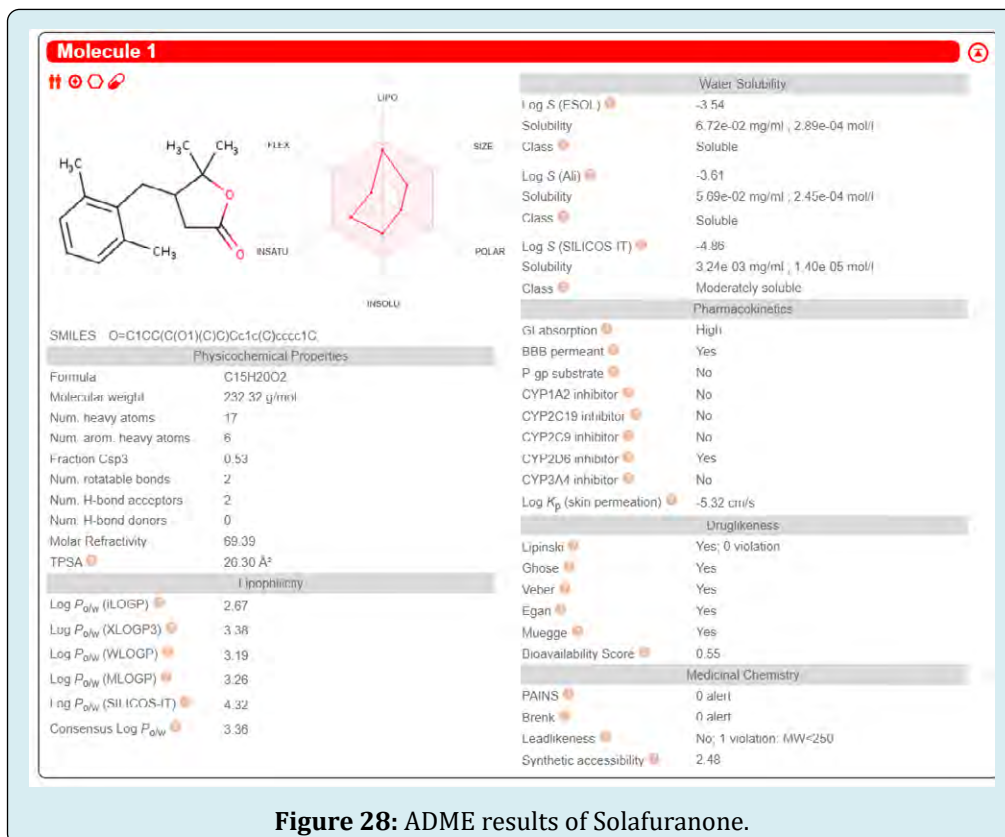 Molecule 1
LIPO
FLEX
SIZE
INSATU
POLAR
INSOLU
H₃C
H₃C
CH₃
O
O
CH₃
SMILES O=C1CC(C(O1)(C)C)Cc1c(C)cccc1C
Physicochemical Properties
Formula C15H20O2
Molecular weight 232.32 g/mol
Num. heavy atoms 17
Num. arom. heavy atoms 6
Fraction Csp3 0.53
Num. rotatable bonds 2
Num. H-bond acceptors 2
Num. H-bond donors 0
Molar Refractivity 69.39
TPSA 26.30 Å²
Lipophilicity
Log Po/w (iLOGP) 2.67
Log Po/w (XLOGP3) 3.38
Log Po/w (WLOGP) 3.19
Log Po/w (MLOGP) 3.26
Log Po/w (SILICOS-IT) 4.32
Consensus Log Po/w 3.36
Water Solubility
Log S (ESOL) -3.54
Solubility 6.72e-02 mg/ml ; 2.89e-04 mol/l
Class Soluble
Log S (Ali) -3.61
Solubility 5.69e-02 mg/ml ; 2.45e-04 mol/l
Class Soluble
Log S (SILICOS-IT) -4.86
Solubility 3.24e-03 mg/ml ; 1.40e-05 mol/l
Class Moderately soluble
Pharmacokinetics
GI absorption High
BBB permeant Yes
P-gp substrate No
CYP1A2 inhibitor No
CYP2C19 inhibitor No
CYP2C9 inhibitor No
CYP2D6 inhibitor Yes
CYP3A4 inhibitor No
Log Kp (skin permeation) -5.32 cm/s
Druglikeness
Lipinski Yes; 0 violation
Ghose Yes
Veber Yes
Egan Yes
Muegge Yes
Bioavailability Score 0.55
Medicinal Chemistry
PAINS 0 alert
Brenk 0 alert
Leadlikeness No; 1 violation: MW<250
Synthetic accessibility 2.48
Figure 28: ADME results of Solafuranone.